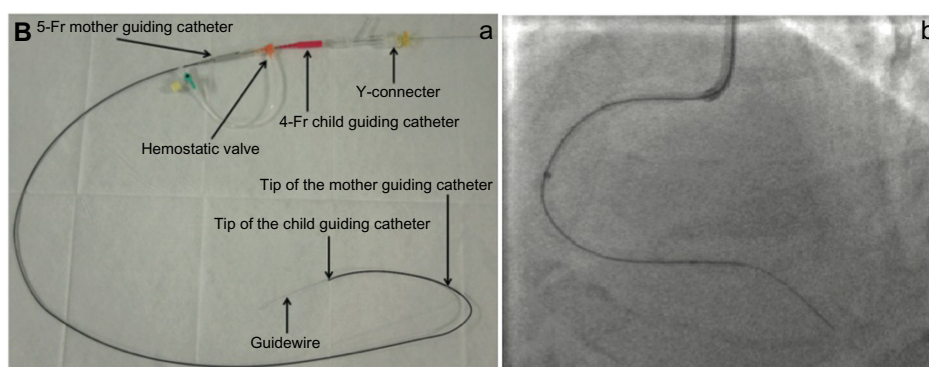 B
5-Fr mother guiding catheter
a
b
Y-connecter
4-Fr child guiding catheter
Hemostatic valve
Tip of the mother guiding catheter
Tip of the child guiding catheter
Guidewire